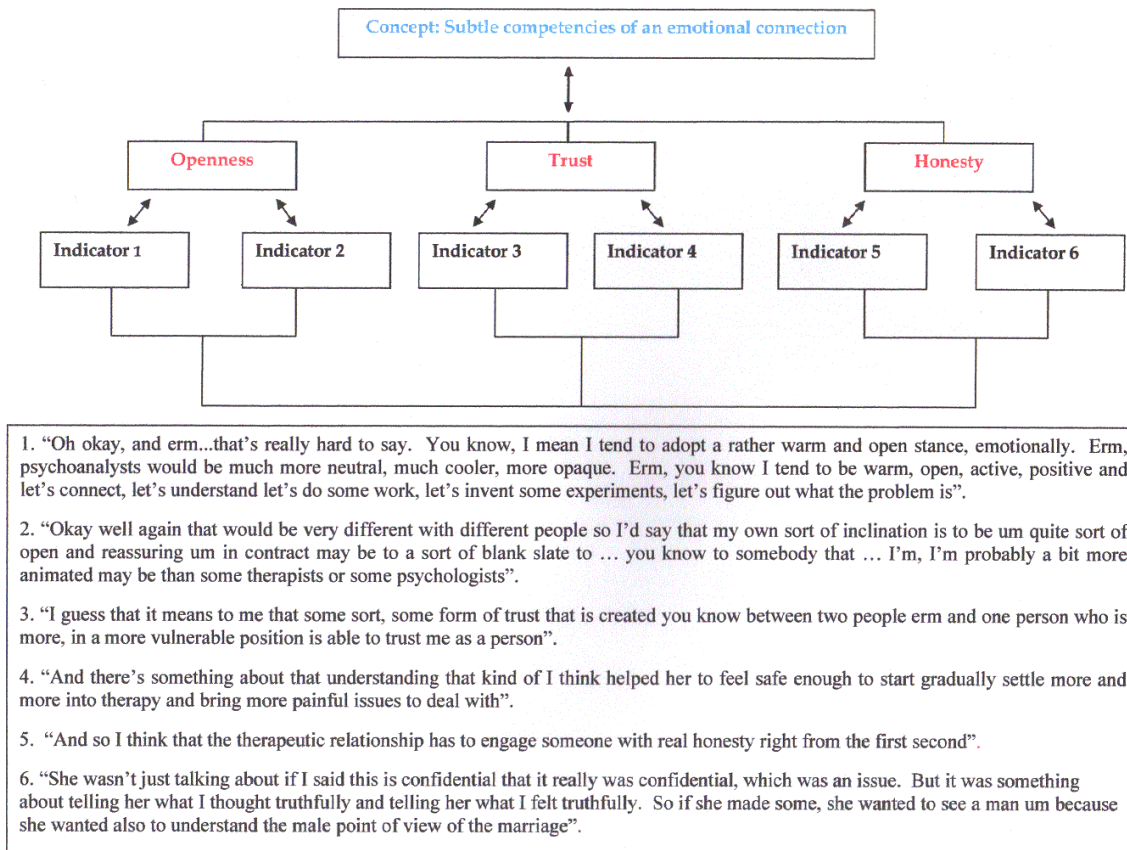 Concept: Subtle competencies of an emotional connection
Openness
Trust
Honesty
Indicator 1
Indicator 2
Indicator 3
Indicator 4
Indicator 5
Indicator 6
1. “Oh okay, and erm...that’s really hard to say. You know, I mean I tend to adopt a rather warm and open stance, emotionally. Erm,
psychoanalysts would be much more neutral, much cooler, more opaque. Erm, you know I tend to be warm, open, active, positive and
let’s connect, let’s understand let’s do some work, let’s invent some experiments, let’s figure out what the problem is”.
2. “Okay well again that would be very different with different people so I’d say that my own sort of inclination is to be um quite sort of
open and reassuring um in contract may be to a sort of blank slate to … you know to somebody that … I’m, I’m probably a bit more
animated may be than some therapists or some psychologists”.
3. “I guess that it means to me that some sort, some form of trust that is created you know between two people erm and one person who is
more, in a more vulnerable position is able to trust me as a person”.
4. “And there’s something about that understanding that kind of I think helped her to feel safe enough to start gradually settle more and
more into therapy and bring more painful issues to deal with”.
5. “And so I think that the therapeutic relationship has to engage someone with real honesty right from the first second”.
6. “She wasn’t just talking about if I said this is confidential that it really was confidential, which was an issue. But it was something
about telling her what I thought truthfully and telling her what I felt truthfully. So if she made some, she wanted to see a man um because
she wanted also to understand the male point of view of the marriage”.